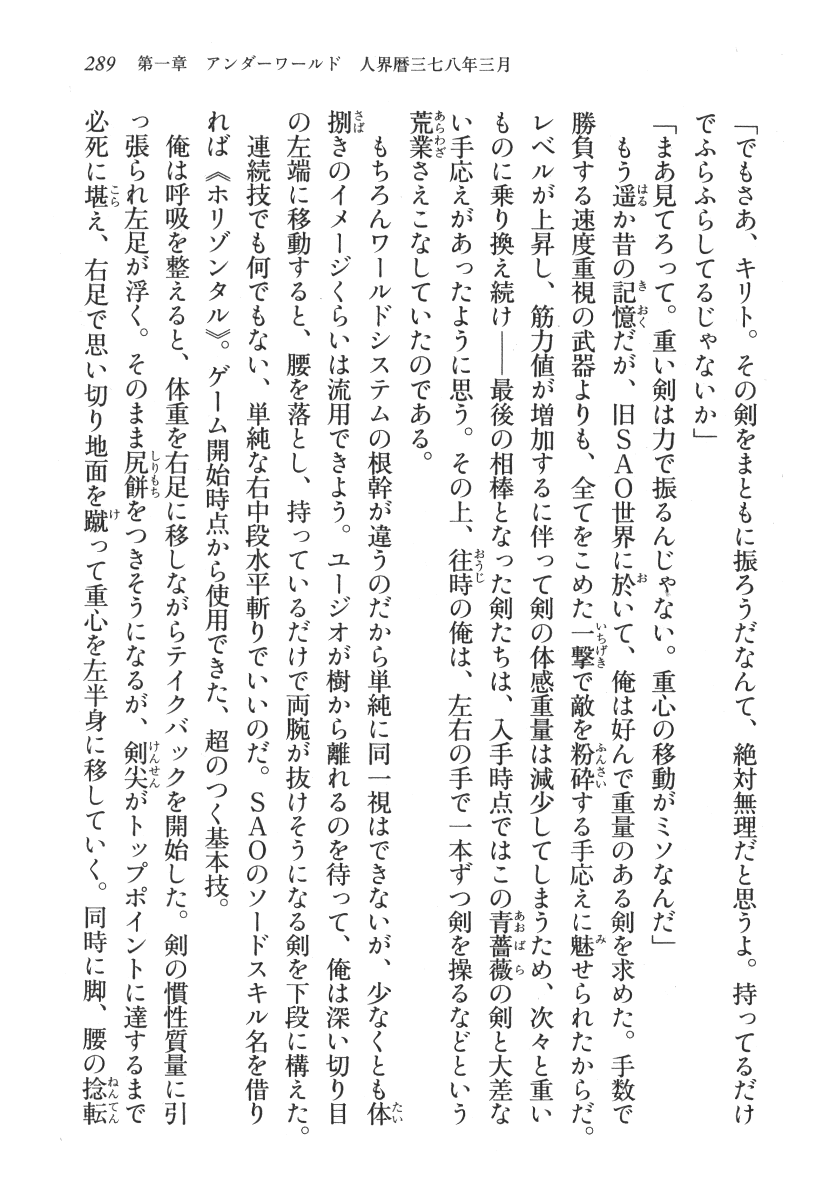 289 第一章 アンダーワールド 人界暦三七八年三月
「でもさあ、キリト。その剣をまともに振ろうだなんて、絶対無理だと思うよ。持ってるだけ
でふらふらしてるじゃないか」
「まあ見てろって。重い剣は力で振るんじゃない。重心の移動がミソなんだ」
もう遥か昔の記憶だが、旧SAO世界に於いて、俺は好んで重量のある剣を求めた。手数で
勝負する速度重視の武器よりも、全てをこめた一撃で敵を粉砕する手応えに魅せられたからだ。
レベルが上昇し、筋力値が増加するに伴って剣の体感重量は減少してしまうため、次々と重い
ものに乗り換え続け——最後の相棒となった剣たちは、入手時点ではこの青薔薇の剣と大差な
い手応えがあったように思う。その上、往時の俺は、左右の手で一本ずつ剣を操るなどという
荒業さえこなしていたのである。
もちろんワールドシステムの根幹が違うのだから単純に同一視はできないが、少なくとも体
捌きのイメージくらいは流用できよう。ユージオが樹から離れるのを待って、俺は深い切り目
の左端に移動すると、腰を落とし、持っているだけで両腕が抜けそうになる剣を下段に構えた。
連続技でも何でもない、単純な右中段水平斬りでいいのだ。SAOのソードスキル名を借り
れば《ホリゾンタル》。ゲーム開始時点から使用できた、超のつく基本技。
俺は呼吸を整えると、体重を右足に移しながらテイクバックを開始した。剣の慣性質量に引
っ張られ左足が浮く。そのまま尻餅をつきそうになるが、剣尖がトップポイントに達するまで
必死に堪え、右足で思い切り地面を蹴って重心を左半身に移していく。同時に脚、腰の捻転